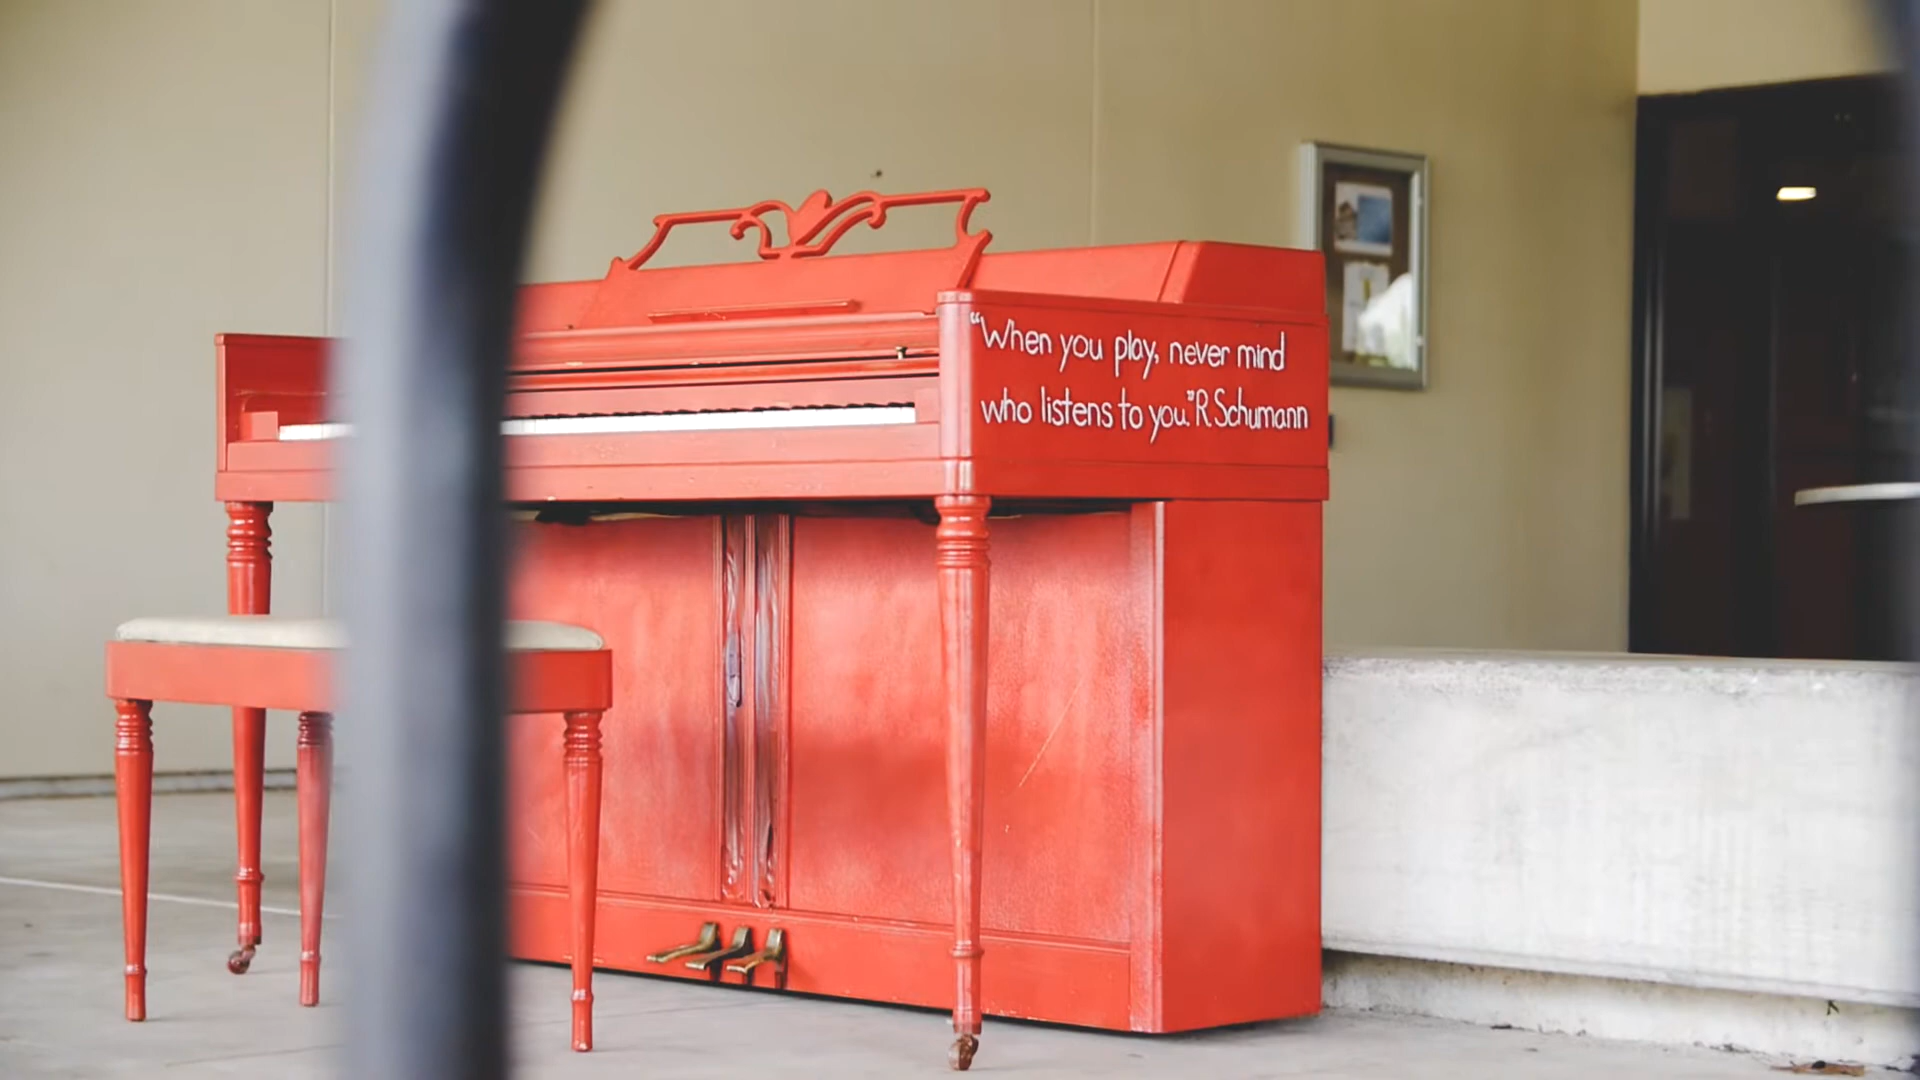 “When you play, never mind
who listens to you.” R. Schumann